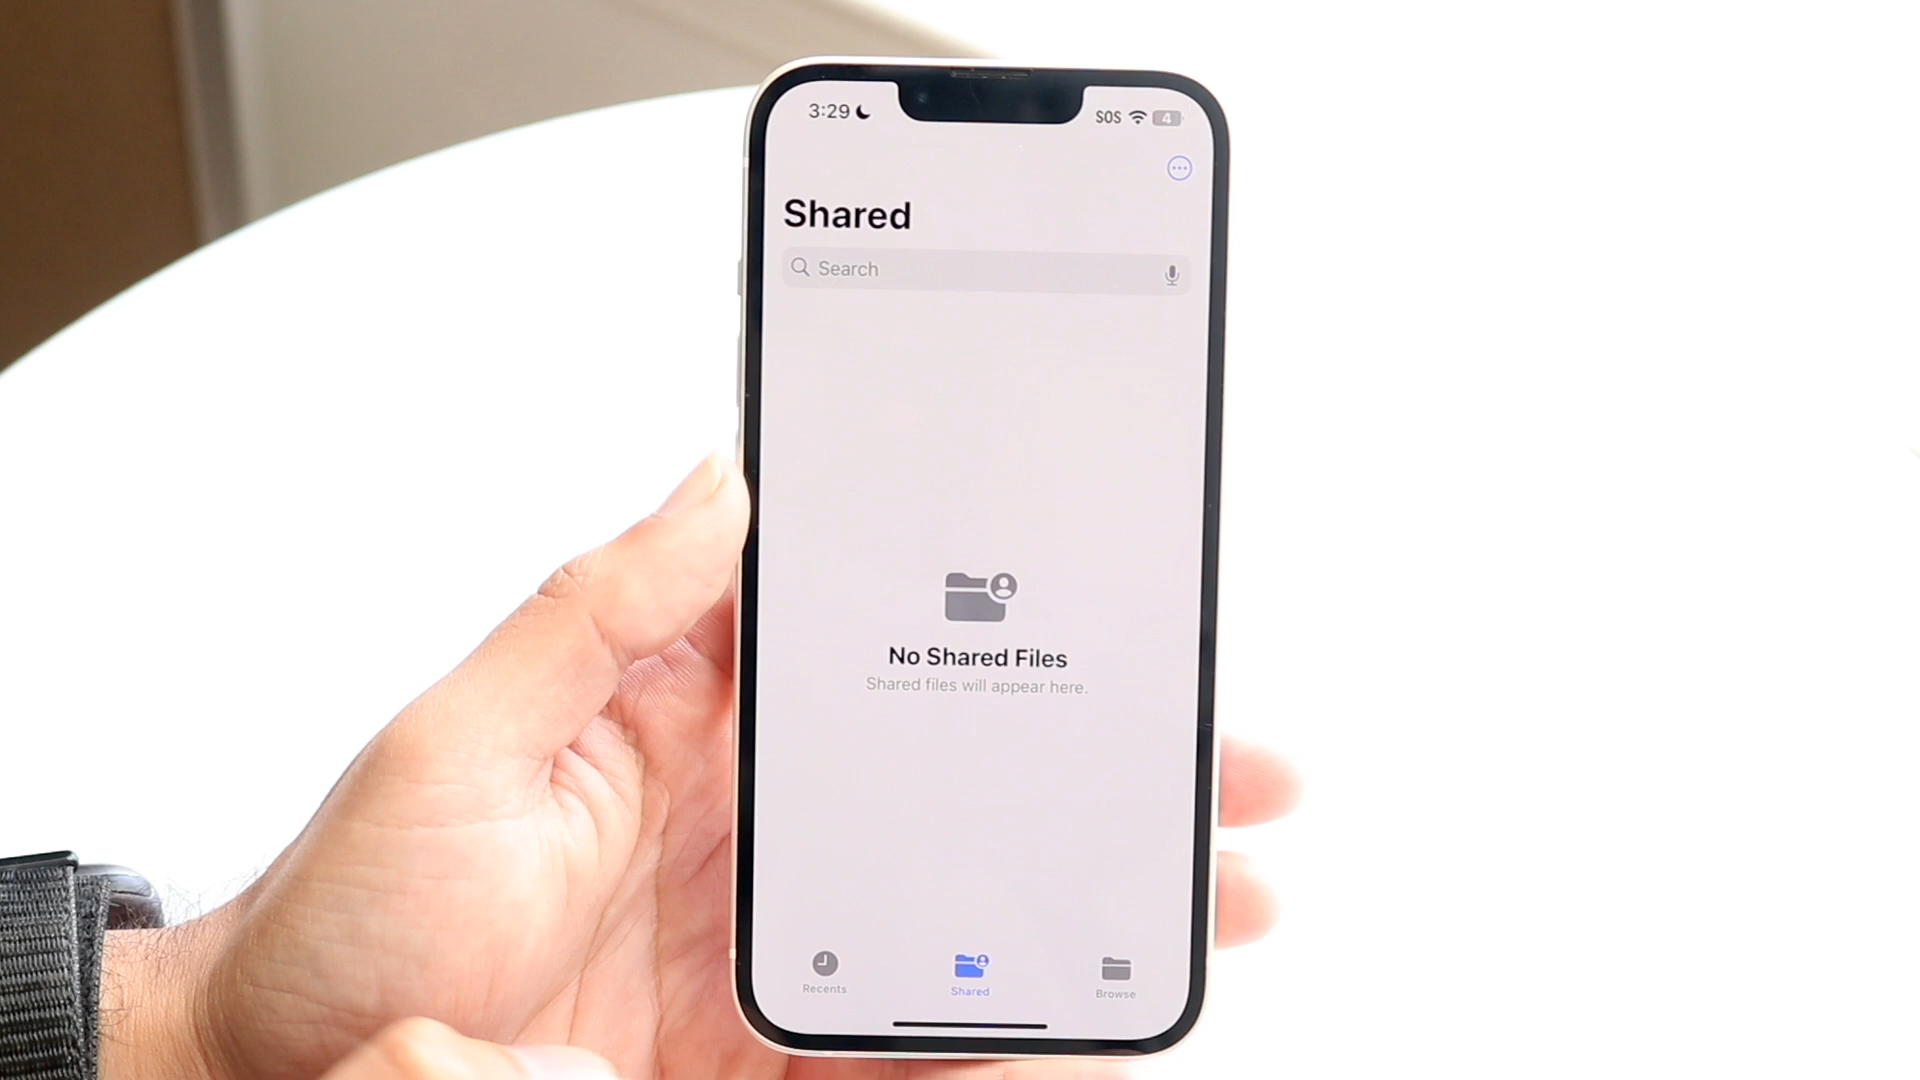 3:29
SOS 4
Shared
Search
No Shared Files
Shared files will appear here.
Recents
Shared
Browse